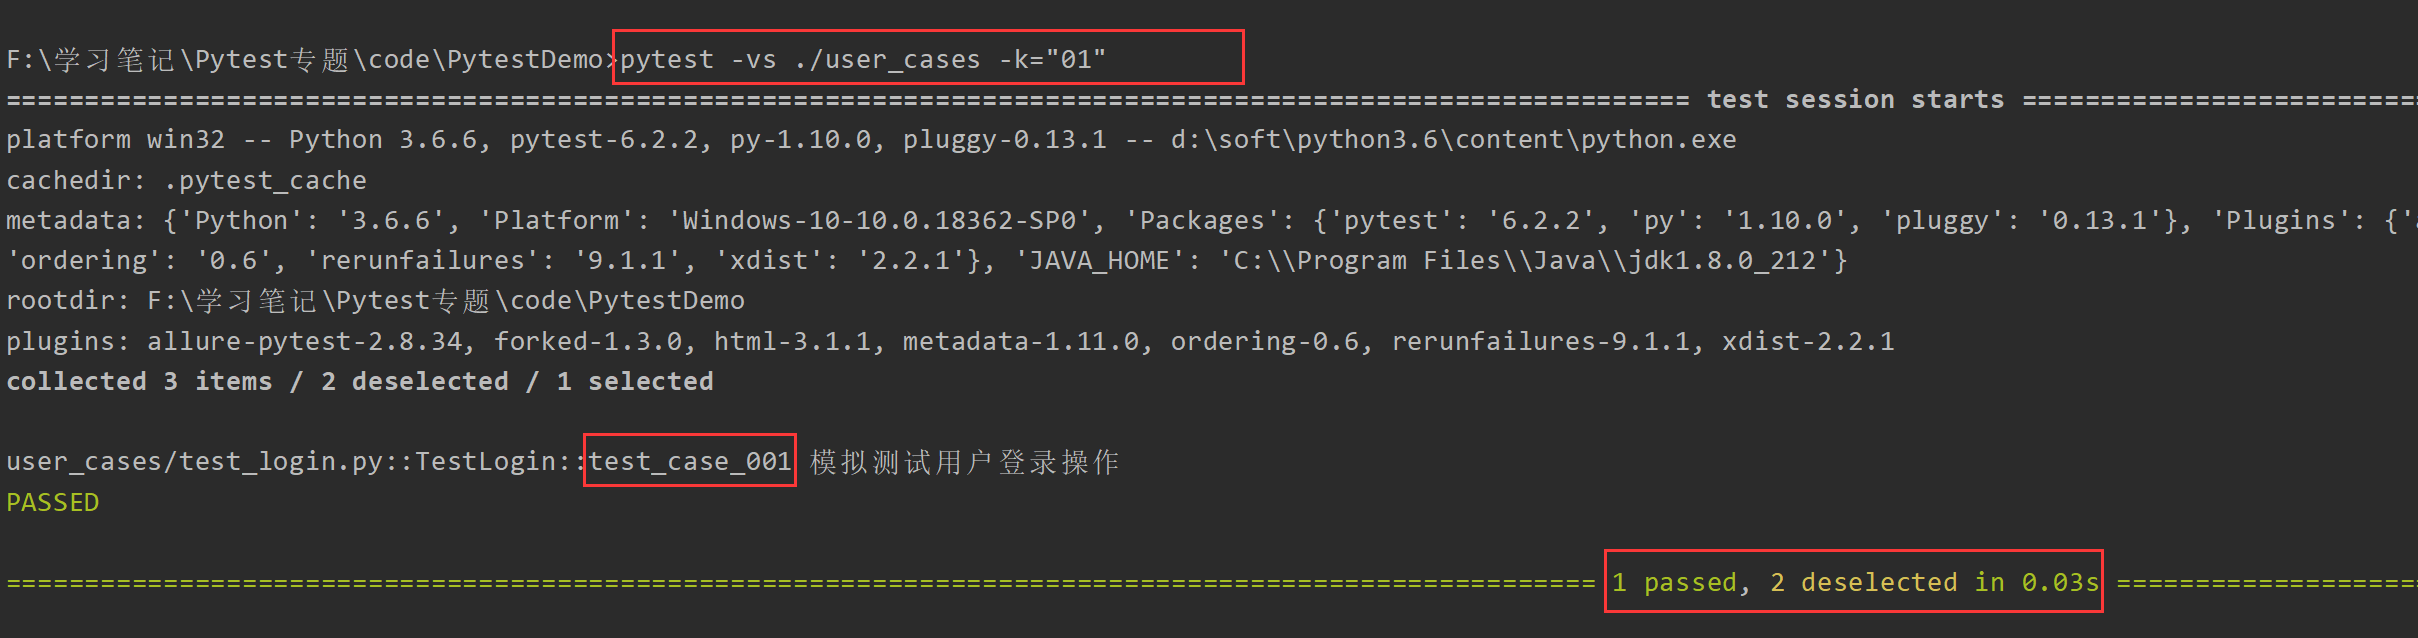 F:\学习笔记\Pytest专题\code\PytestDemo>pytest -vs ./user_cases -k="01"
=========================================================================================================== test session starts =========================
platform win32 -- Python 3.6.6, pytest-6.2.2, py-1.10.0, pluggy-0.13.1 -- d:\soft\python3.6\content\python.exe
cachedir: .pytest_cache
metadata: {'Python': '3.6.6', 'Platform': 'Windows-10-10.0.18362-SP0', 'Packages': {'pytest': '6.2.2', 'py': '1.10.0', 'pluggy': '0.13.1'}, 'Plugins': {'a
'ordering': '0.6', 'rerunfailures': '9.1.1', 'xdist': '2.2.1'}, 'JAVA_HOME': 'C:\\Program Files\\Java\\jdk1.8.0_212'}
rootdir: F:\学习笔记\Pytest专题\code\PytestDemo
plugins: allure-pytest-2.8.34, forked-1.3.0, html-3.1.1, metadata-1.11.0, ordering-0.6, rerunfailures-9.1.1, xdist-2.2.1
collected 3 items / 2 deselected / 1 selected
user_cases/test_login.py::TestLogin::test_case_001 模拟测试用户登录操作
PASSED
===================================================================================================== 1 passed, 2 deselected in 0.03s ===================